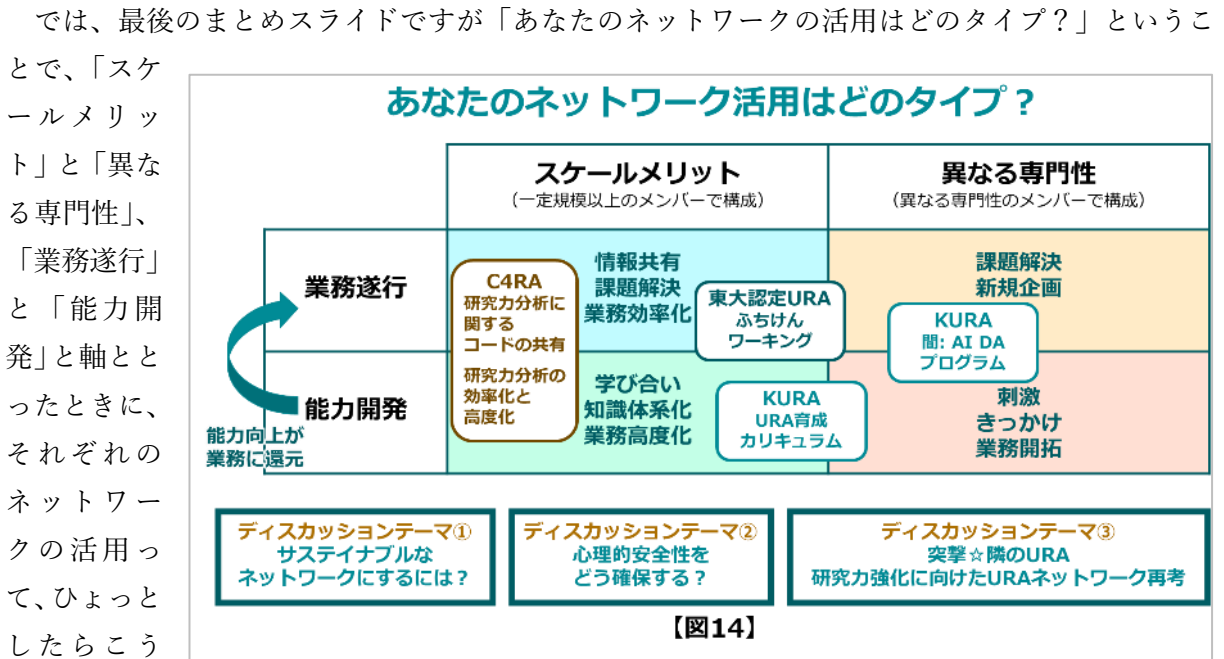 では、最後のまとめスライドですが「あなたのネットワークの活用はどのタイプ？」というこ
とで、「スケ
ールメリッ
ト」と「異な
る専門性」、
「業務遂行」
と「能力開
発」と軸とと
ったときに、
それぞれの
ネットワー
クの活用っ
て、ひょっと
したらこう
あなたのネットワーク活用はどのタイプ？
スケールメリット
（一定規模以上のメンバーで構成）
異なる専門性
（異なる専門性のメンバーで構成）
業務遂行
C4RA
研究力分析に
関する
コードの共有
研究力分析の
効率化と
高度化
情報共有
課題解決
業務効率化
東大認定URA
ふちけん
ワーキング
課題解決
新規企画
KURA
間: AI DA
プログラム
能力開発
能力向上が
業務に還元
学び合い
知識体系化
業務高度化
KURA
URA育成
カリキュラム
刺激
きっかけ
業務開拓
ディスカッションテーマ①
サステイナブルな
ネットワークにするには？
ディスカッションテーマ②
心理的安全性を
どう確保する？
ディスカッションテーマ③
突撃☆隣のURA
研究力強化に向けたURAネットワーク再考
【図14】